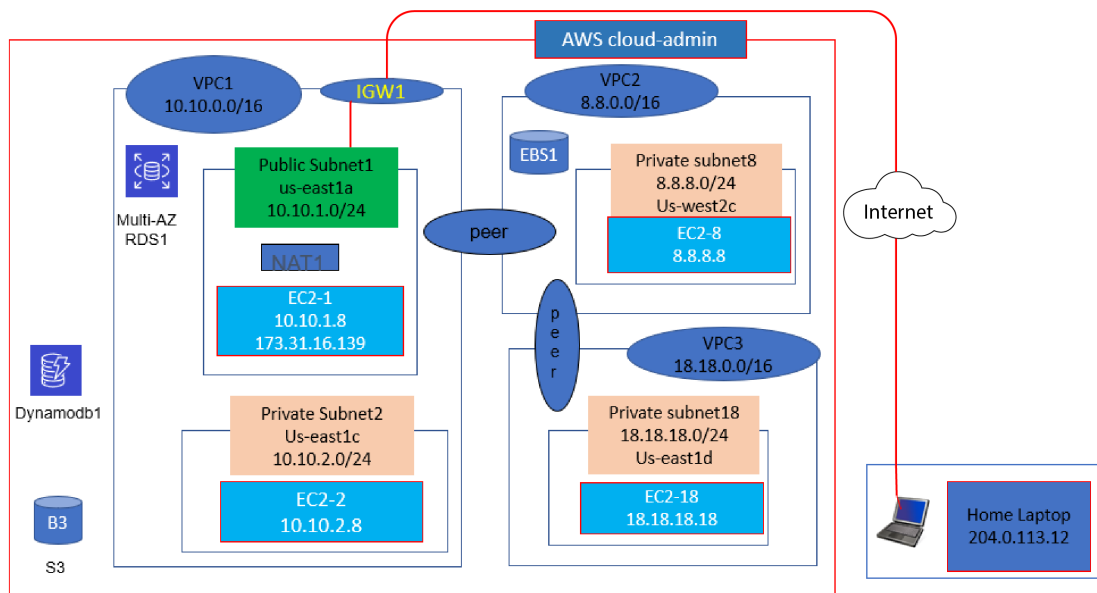 AWS cloud-admin
VPC1
10.10.0.0/16
IGW1
VPC2
8.8.0.0/16
Public Subnet1
us-east1a
10.10.1.0/24
EBS1
Private subnet8
8.8.8.0/24
Us-west2c
Multi-AZ
RDS1
peer
EC2-8
8.8.8.8
Internet
NAT1
EC2-1
10.10.1.8
173.31.16.139
peer
VPC3
18.18.0.0/16
Dynamodb1
Private Subnet2
Us-east1c
10.10.2.0/24
Private subnet18
18.18.18.0/24
Us-east1d
EC2-2
10.10.2.8
EC2-18
18.18.18.18
B3
S3
Home Laptop
204.0.113.12